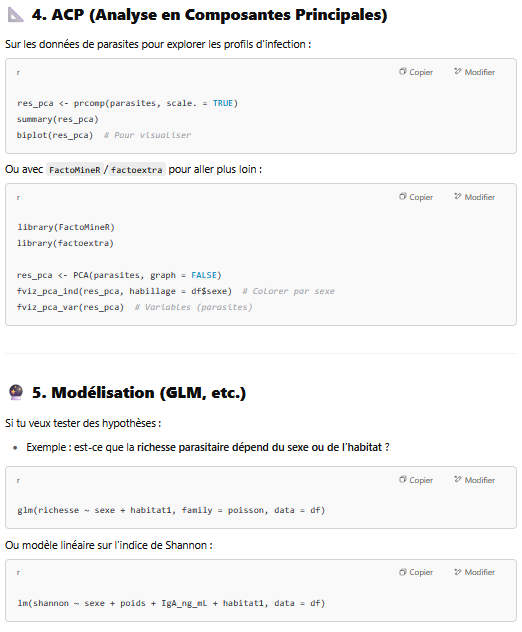 4. ACP (Analyse en Composantes Principales)
Sur les données de parasites pour explorer les profils d'infection :
r
Copier
Modifier
res_pca <- prcomp(parasites, scale. = TRUE)
summary(res_pca)
biplot(res_pca)  # Pour visualiser
Ou avec FactoMineR/factoextra pour aller plus loin :
r
Copier
Modifier
library(FactoMineR)
library(factoextra)
res_pca <- PCA(parasites, graph = FALSE)
fviz_pca_ind(res_pca, habillage = df$sexe)  # Colorer par sexe
fviz_pca_var(res_pca)  # Variables (parasites)
5. Modélisation (GLM, etc.)
Si tu veux tester des hypothèses :
• Exemple : est-ce que la richesse parasitaire dépend du sexe ou de l'habitat ?
r
Copier
Modifier
glm(richesse ~ sexe + habitat1, family = poisson, data = df)
Ou modèle linéaire sur l'indice de Shannon :
r
Copier
Modifier
lm(shannon ~ sexe + poids + IgA_ng_mL + habitat1, data = df)